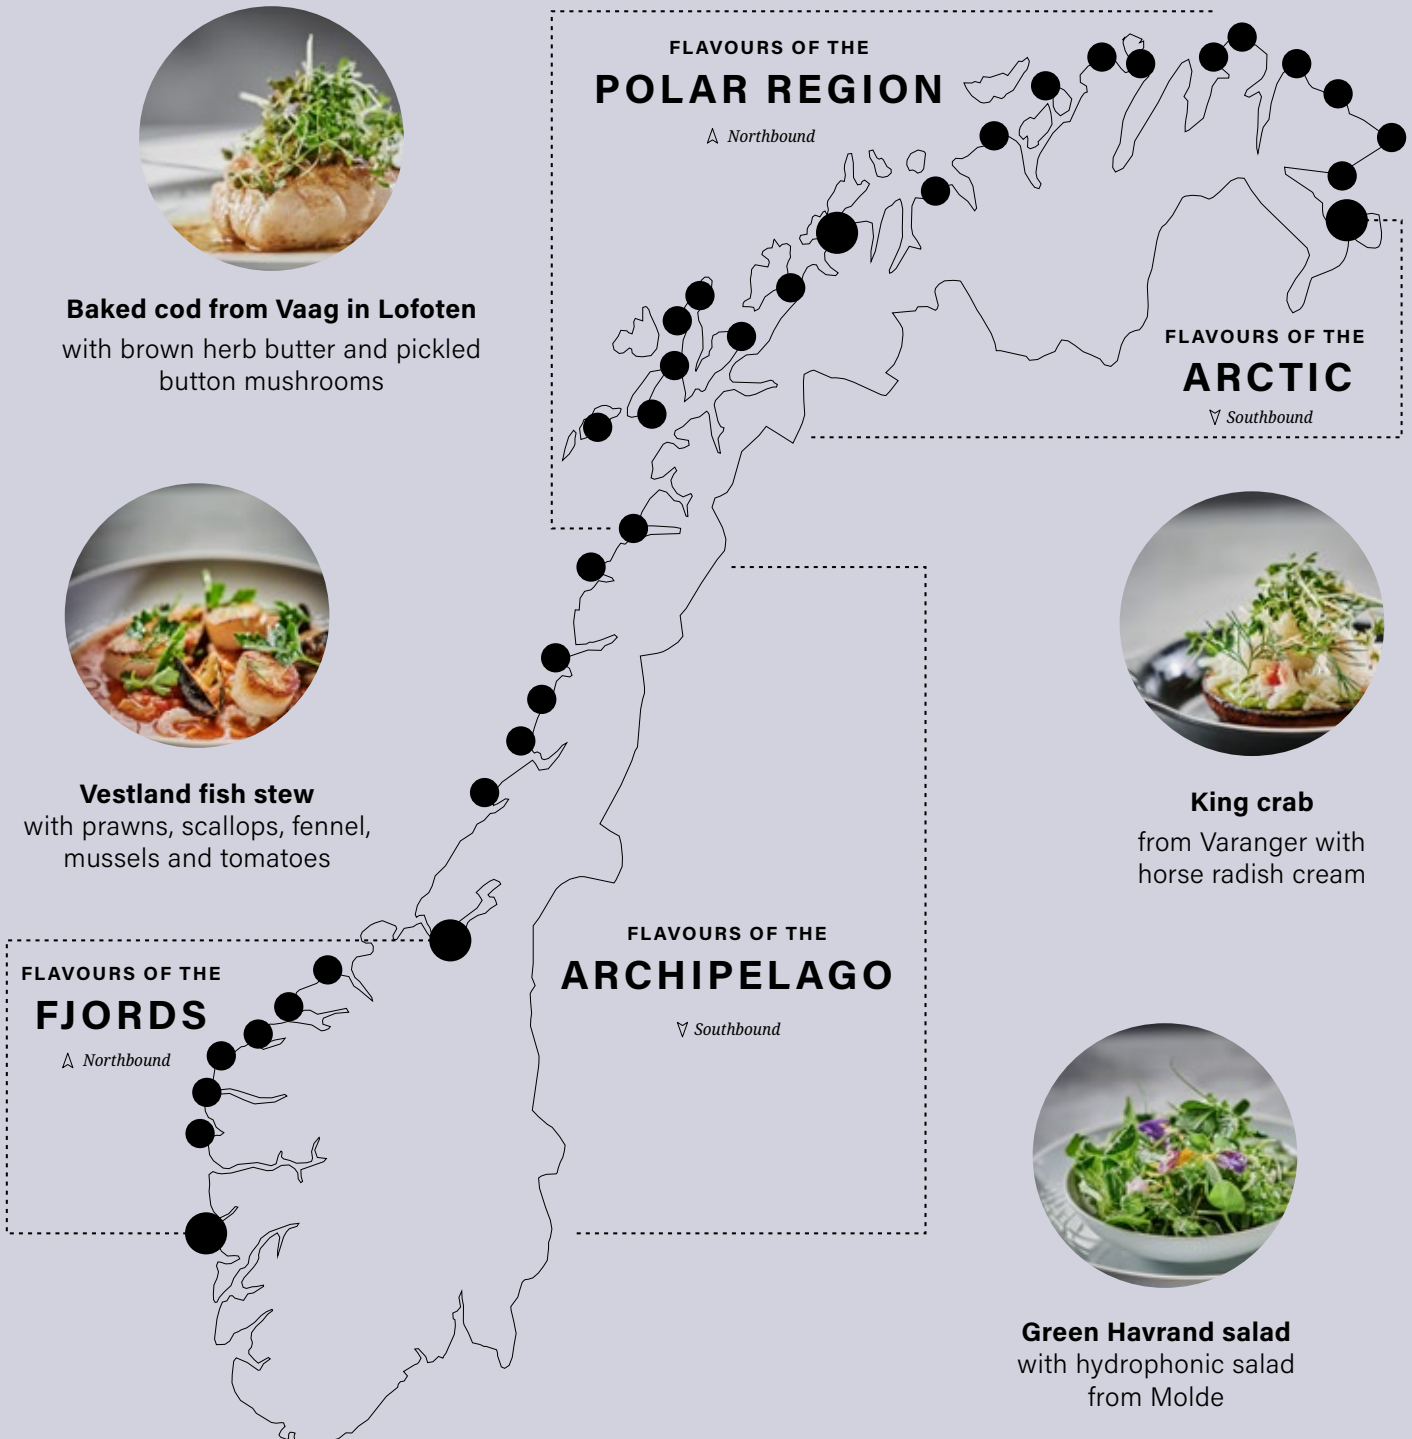 FLAVOURS OF THE
POLAR REGION
Northbound
Baked cod from Vaag in Lofoten
with brown herb butter and pickled
button mushrooms
FLAVOURS OF THE
ARCTIC
Southbound
Vestland fish stew
with prawns, scallops, fennel,
mussels and tomatoes
King crab
from Varanger with
horse radish cream
FLAVOURS OF THE
FJORDS
Northbound
FLAVOURS OF THE
ARCHIPELAGO
Southbound
Green Havrand salad
with hydrophonic salad
from Molde